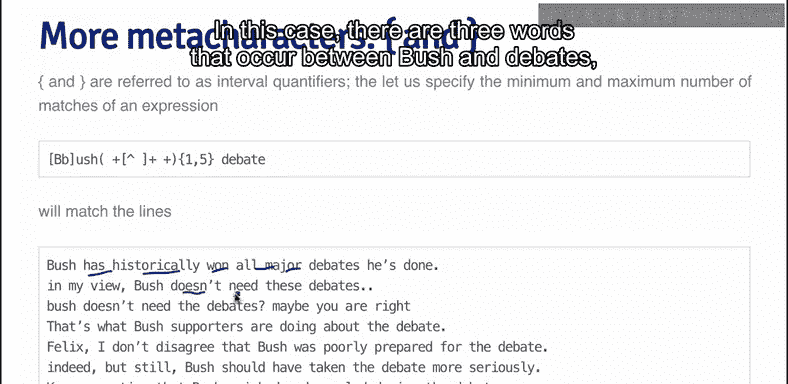 More metacharacters: { and }
In this case, there are three words
that occur between Bush and debates,
{ and } are referred to as interval quantifiers; the let us specify the minimum and maximum number of
matches of an expression
[Bb]ush( +[^ ]+ +){1,5} debate
will match the lines
Bush has historically won all major debates he's done.
in my view, Bush doesn't need these debates..
bush doesn't need the debates? maybe you are right
That's what Bush supporters are doing about the debate.
Felix, I don't disagree that Bush was poorly prepared for the debate.
indeed, but still, Bush should have taken the debate more seriously.